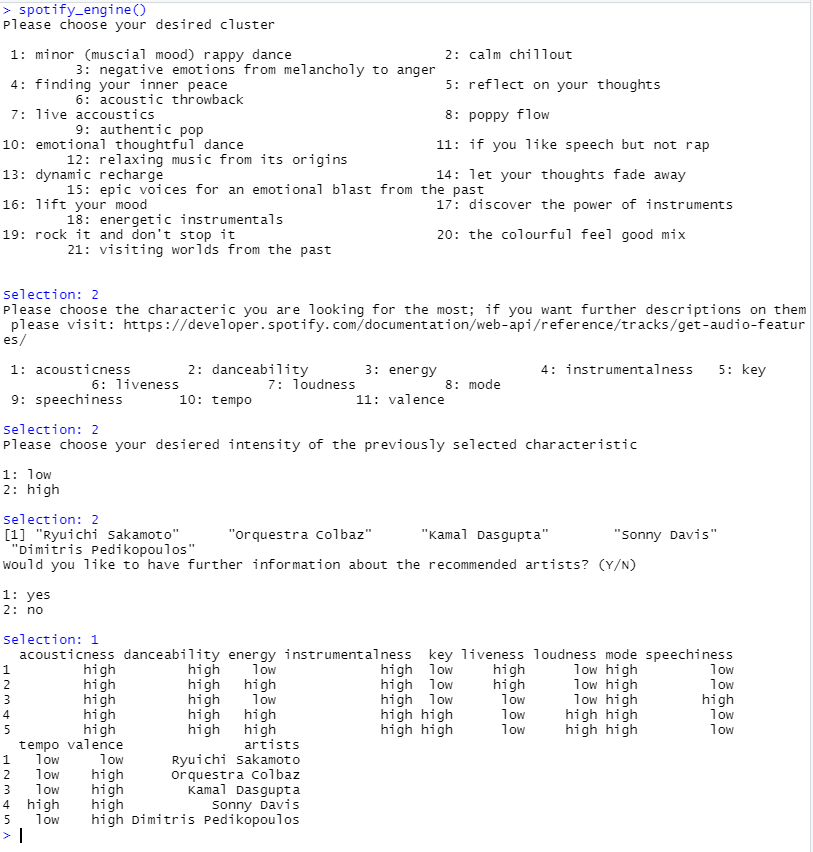 > spotify_engine()
Please choose your desired cluster
1: minor (muscial mood) rappy dance 2: calm chillout
3: negative emotions from melancholy to anger
4: finding your inner peace 5: reflect on your thoughts
6: acoustic throwback
7: live accoustics 8: poppy flow
9: authentic pop
10: emotional thoughtful dance 11: if you like speech but not rap
12: relaxing music from its origins
13: dynamic recharge 14: let your thoughts fade away
15: epic voices for an emotional blast from the past
16: lift your mood 17: discover the power of instruments
18: energetic instrumentals
19: rock it and don't stop it 20: the colourful feel good mix
21: visiting worlds from the past
Selection: 2
Please choose the characteric you are looking for the most; if you want further descriptions on them
please visit: https://developer.spotify.com/documentation/web-api/reference/tracks/get-audio-featur
es/
1: acousticness 2: danceability 3: energy 4: instrumentalness 5: key
6: liveness 7: loudness 8: mode
9: speechiness 10: tempo 11: valence
Selection: 2
Please choose your desiered intensity of the previously selected characteristic
1: low
2: high
Selection: 2
[1] "Ryuichi Sakamoto" "Orquestra Colbaz" "Kamal Dasgupta" "Sonny Davis"
"Dimitris Pedikopoulos"
Would you like to have further information about the recommended artists? (Y/N)
1: yes
2: no
Selection: 1
acousticness danceability energy instrumentalness key liveness loudness mode speechiness
1 high high low high low high low high low
2 high high high high low high low high low
3 high high low high low low low high high
4 high high high high high low high high low
5 high high high high high low high high low
tempo valence artists
1 low low Ryuichi Sakamoto
2 low high Orquestra Colbaz
3 low high Kamal Dasgupta
4 high high Sonny Davis
5 low high Dimitris Pedikopoulos
>